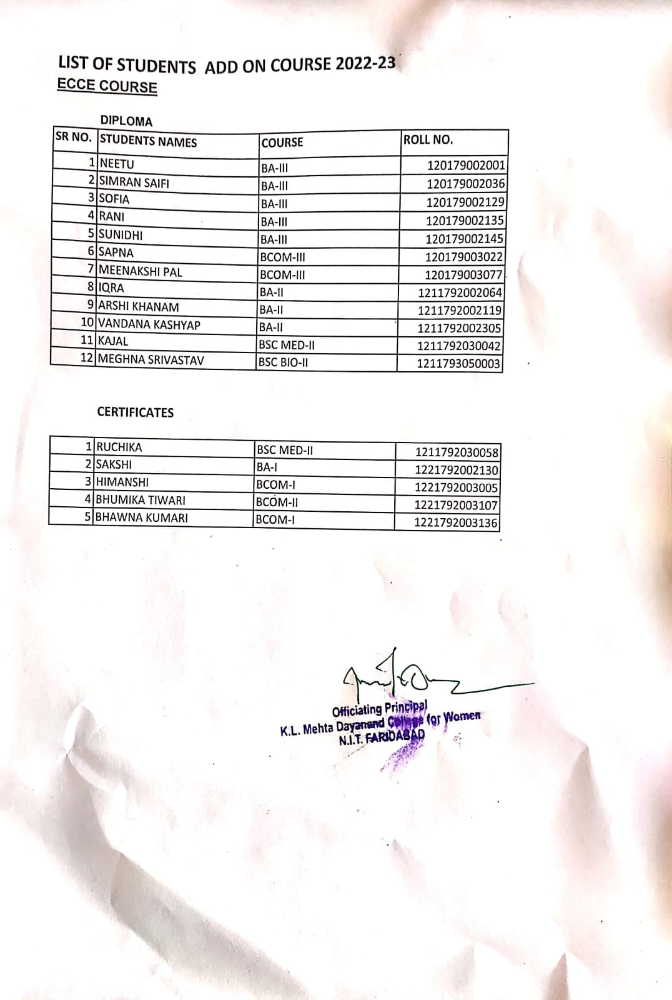 LIST OF STUDENTS ADD ON COURSE 2022-23
ECCE COURSE
DIPLOMA
SR NO. STUDENTS NAMES COURSE ROLL NO.
1 NEETU BA-III 120179002001
2 SIMRAN SAIFI BA-III 120179002036
3 SOFIA BA-III 120179002129
4 RANI BA-III 120179002135
5 SUNIDHI BA-III 120179002145
6 SAPNA BCOM-III 120179003022
7 MEENAKSHI PAL BCOM-III 120179003077
8 IQRA BA-II 1211792002064
9 ARSHI KHANAM BA-II 1211792002119
10 VANDANA KASHYAP BA-II 1211792002305
11 KAJAL BSC MED-II 1211792030042
12 MEGHNA SRIVASTAV BSC BIO-II 1211793050003
CERTIFICATES
1 RUCHIKA BSC MED-II 1211792030058
2 SAKSHI BA-I 1221792002130
3 HIMANSHI BCOM-I 1221792003005
4 BHUMIKA TIWARI BCOM-II 1221792003107
5 BHAWNA KUMARI BCOM-I 1221792003136
Officiating Principal
K.L. Mehta Dayanand College for Women
N.I.T. FARIDABAD